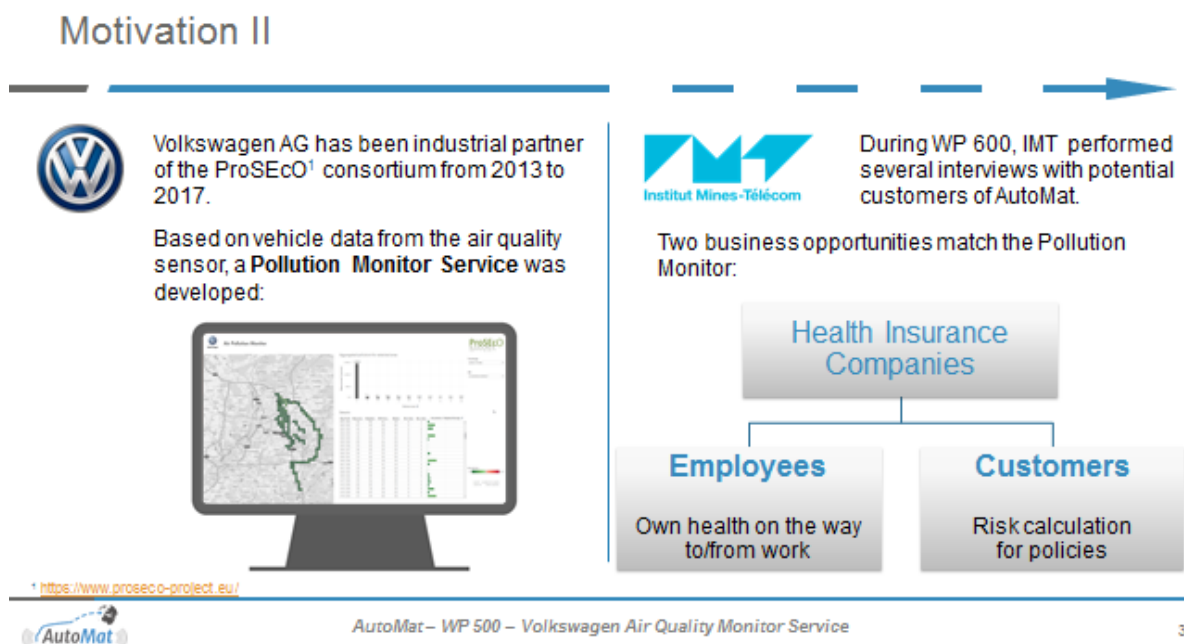 Motivation II
Volkswagen AG has been industrial partner
of the ProSEcO¹ consortium from 2013 to
2017.
Based on vehicle data from the air quality
sensor, a Pollution Monitor Service was
developed:
Air Pollution Monitor
ProSEcO
¹ https://www.proseco-project.eu/
Institut Mines-Télécom
During WP 600, IMT performed
several interviews with potential
customers of AutoMat.
Two business opportunities match the Pollution
Monitor:
Health Insurance
Companies
Employees
Own health on the way
to/from work
Customers
Risk calculation
for policies
AutoMat
AutoMat – WP 500 – Volkswagen Air Quality Monitor Service
3